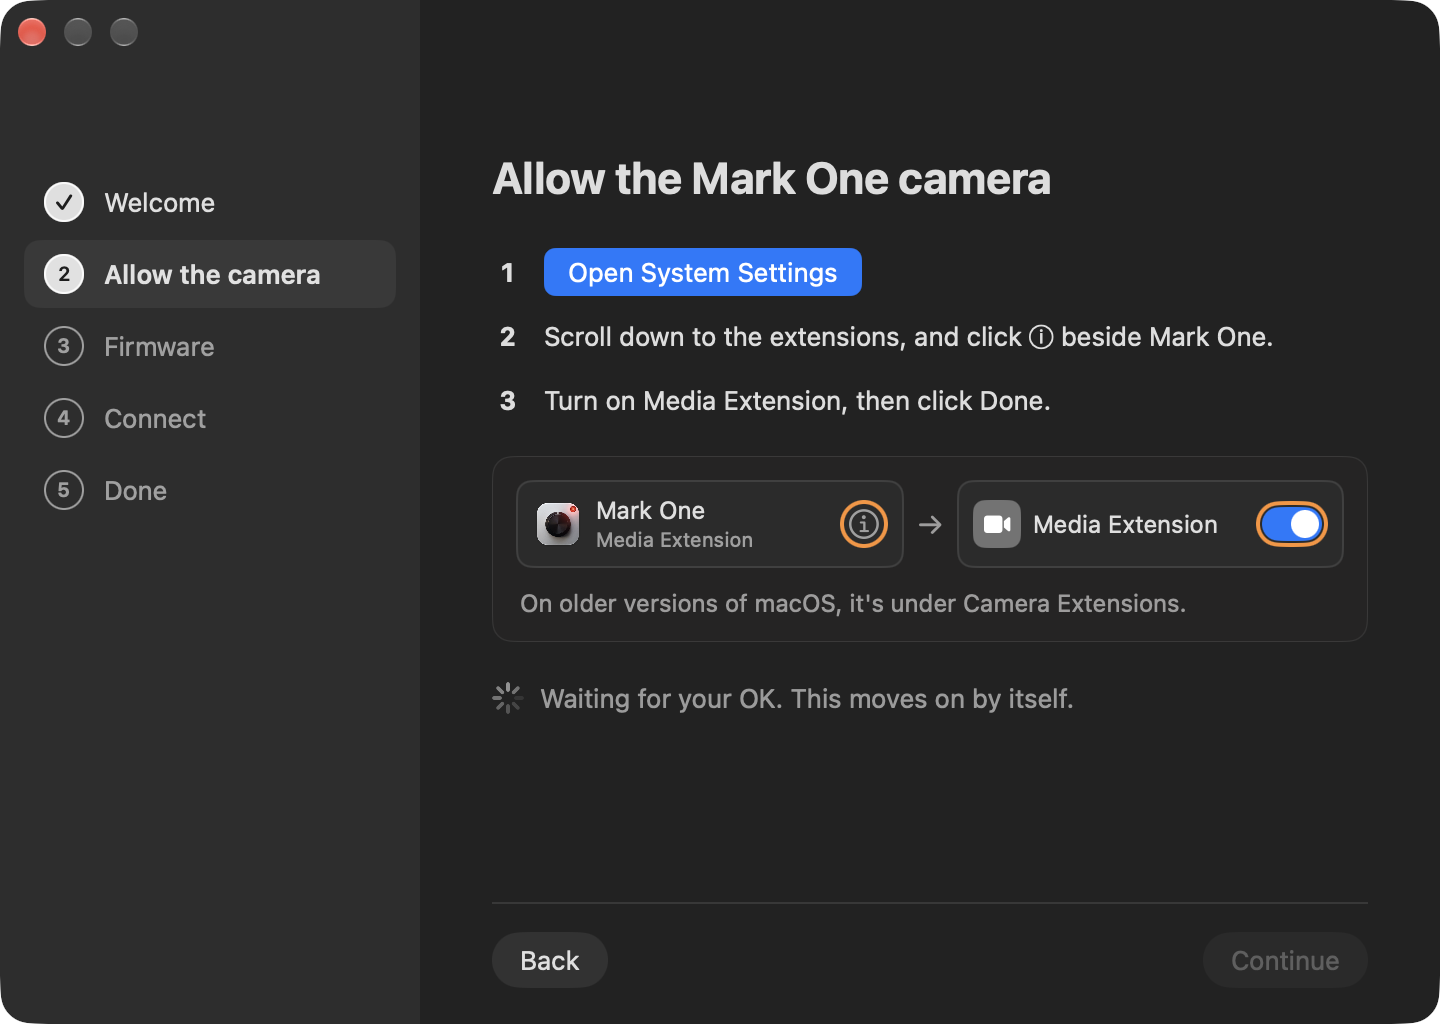 Welcome
2 Allow the camera
3 Firmware
4 Connect
5 Done
Allow the Mark One camera
1 Open System Settings
2 Scroll down to the extensions, and click ⓘ beside Mark One.
3 Turn on Media Extension, then click Done.
Mark One
Media Extension
Media Extension
On older versions of macOS, it's under Camera Extensions.
Waiting for your OK. This moves on by itself.
Back
Continue